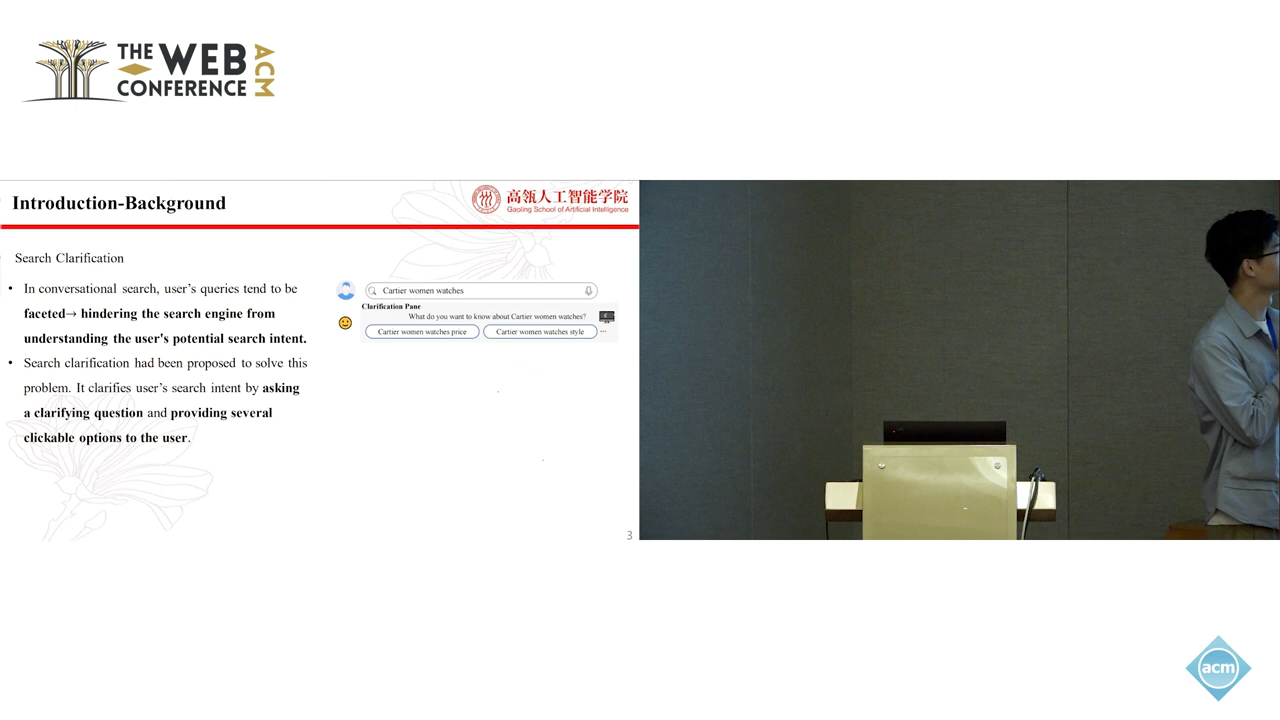 THE WEB
CONFERENCE
ACM
Introduction-Background
高瓴人工智能学院
Gaoling School of Artificial Intelligence
Search Clarification
• In conversational search, user's queries tend to be
faceted→ hindering the search engine from
understanding the user's potential search intent.
• Search clarification had been proposed to solve this
problem. It clarifies user's search intent by asking
a clarifying question and providing several
clickable options to the user.
Cartier women watches
Clarification Pane
What do you want to know about Cartier women watches?
Cartier women watches price
Cartier women watches style
...
3
acm